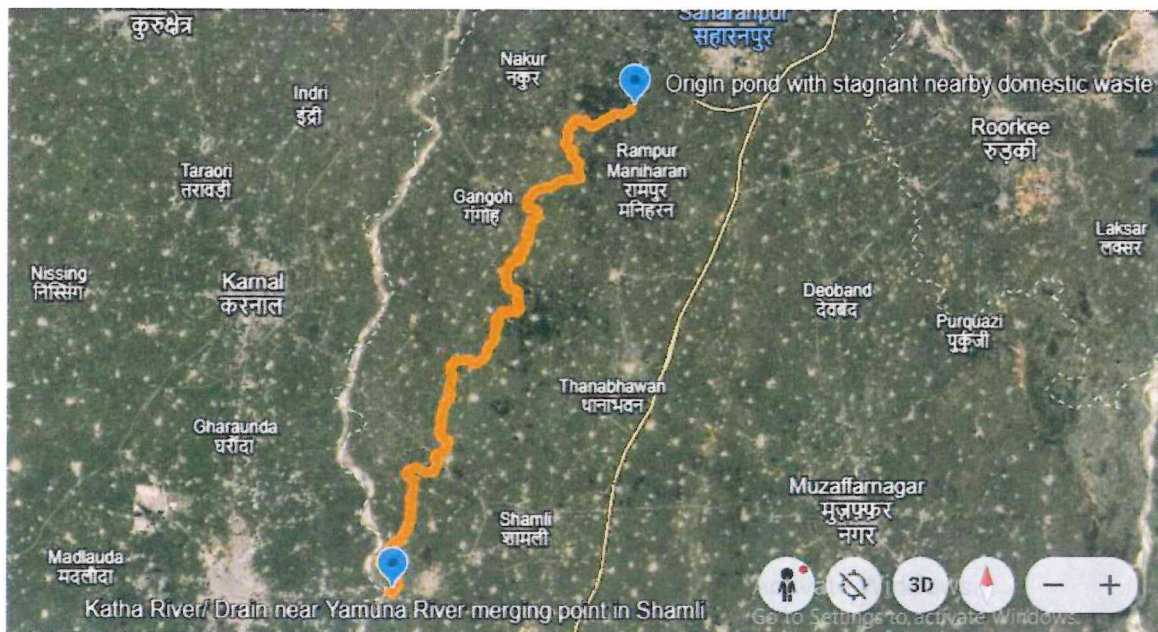 कुरुक्षेत्र
Saharanpur
सहारनपुर
Nakur
नकुर
Origin pond with stagnant nearby domestic waste
Indri
इंद्री
Roorkee
रुड़की
Taraori
तरावड़ी
Rampur
Maniharan
रामपुर
मनिहरन
Gangoh
गंगोह
Laksar
लक्सर
Nissing
निस्सिंग
Karnal
करनाल
Deoband
देवबंद
Purquazi
पुर्कुजी
Thanabhawan
थानाभवन
Gharaunda
घरौंदा
Muzaffarnagar
मुज़फ़्फ़र
नगर
Shamli
शामली
Madlauda
मदलौदा
3D
Katha River/ Drain near Yamuna River merging point in Shamli
Go to Settings to activate Windows.